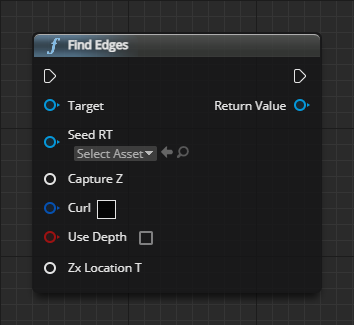 Find Edges
Target
Return Value
Seed RT
Select Asset
Capture Z
Curl
Use Depth
Zx Location T